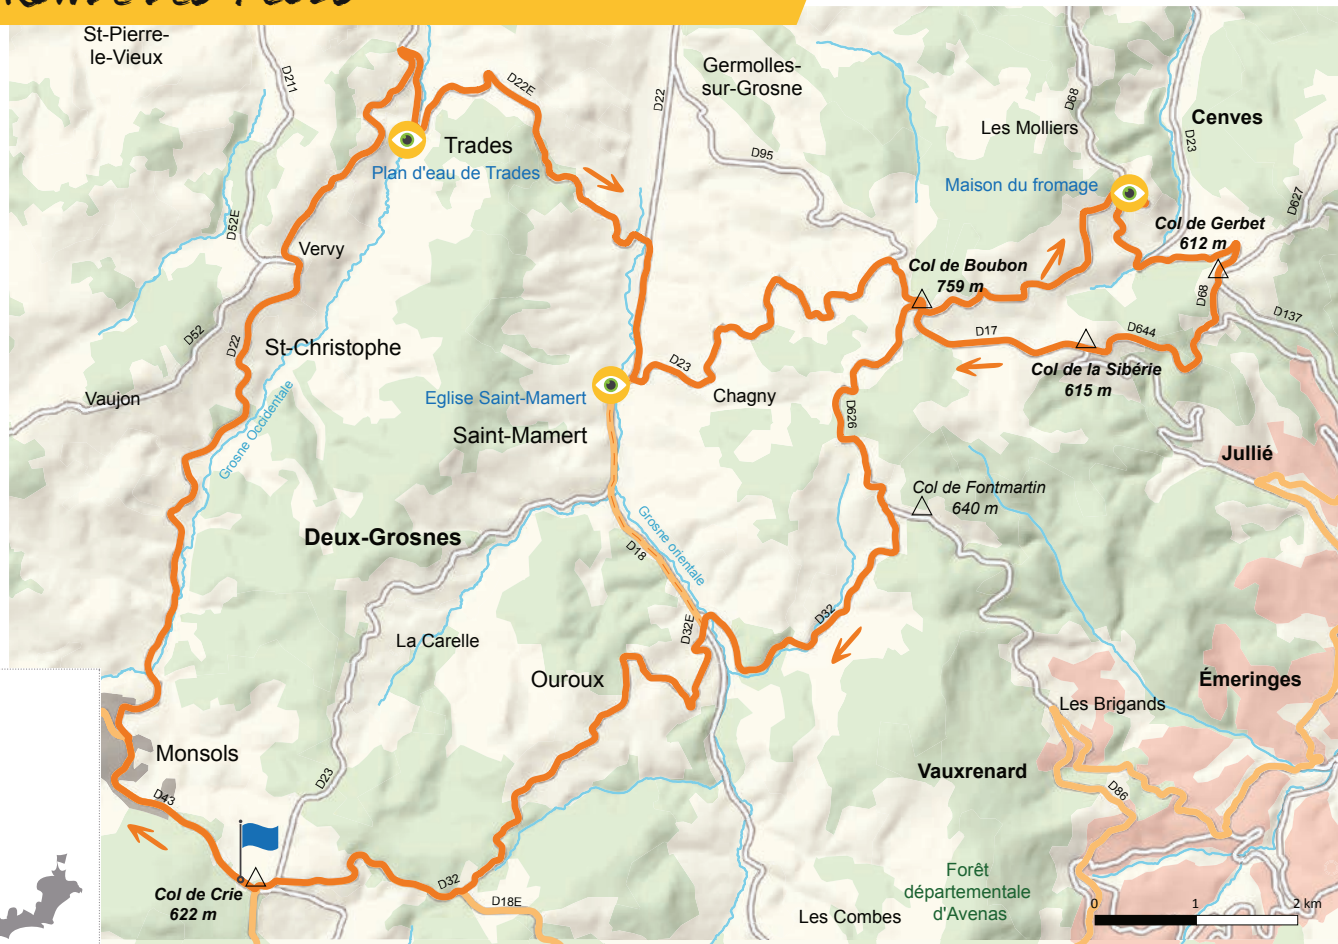 St-Pierre-
le-Vieux
D211
D22E
D22
Germolles-
sur-Grosne
D68
Les Molliers
Cenves
D23
Trades
Plan d'eau de Trades
D95
Maison du fromage
D627
D52E
Col de Gerbet
612 m
Vervy
Col de Boubon
759 m
D68
D137
D52
D22
St-Christophe
D17
D644
Col de la Sibérie
615 m
D23
Vaujon
Eglise Saint-Mamert
Chagny
D626
Saint-Mamert
Grosne Occidentale
Jullié
Col de Fontmartin
640 m
Deux-Grosnes
Grosne orientale
D18
D32
D32E
La Carelle
Ouroux
Émeringes
Les Brigands
Monsols
Vauxrenard
D23
D86
D43
Col de Crie
622 m
D32
D18E
Forêt
départementale
d'Avenas
Les Combes
0 1 2 km